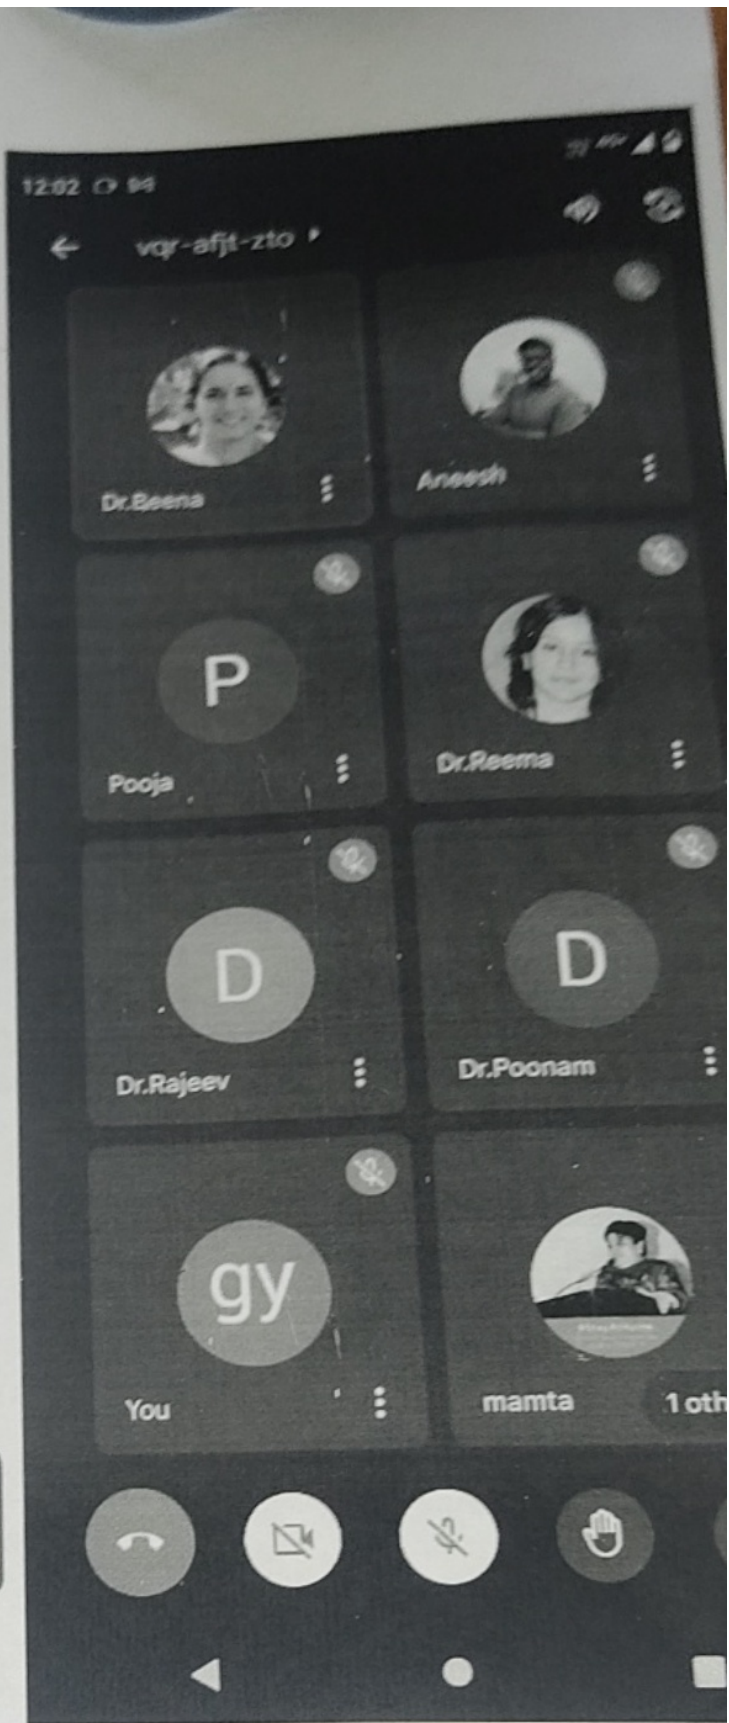 12:02
vqr-afjt-zto
Dr.Beena
Aneesh
P
Pooja
Dr.Reema
D
Dr.Rajeev
D
Dr.Poonam
gy
You
mamta
1 oth